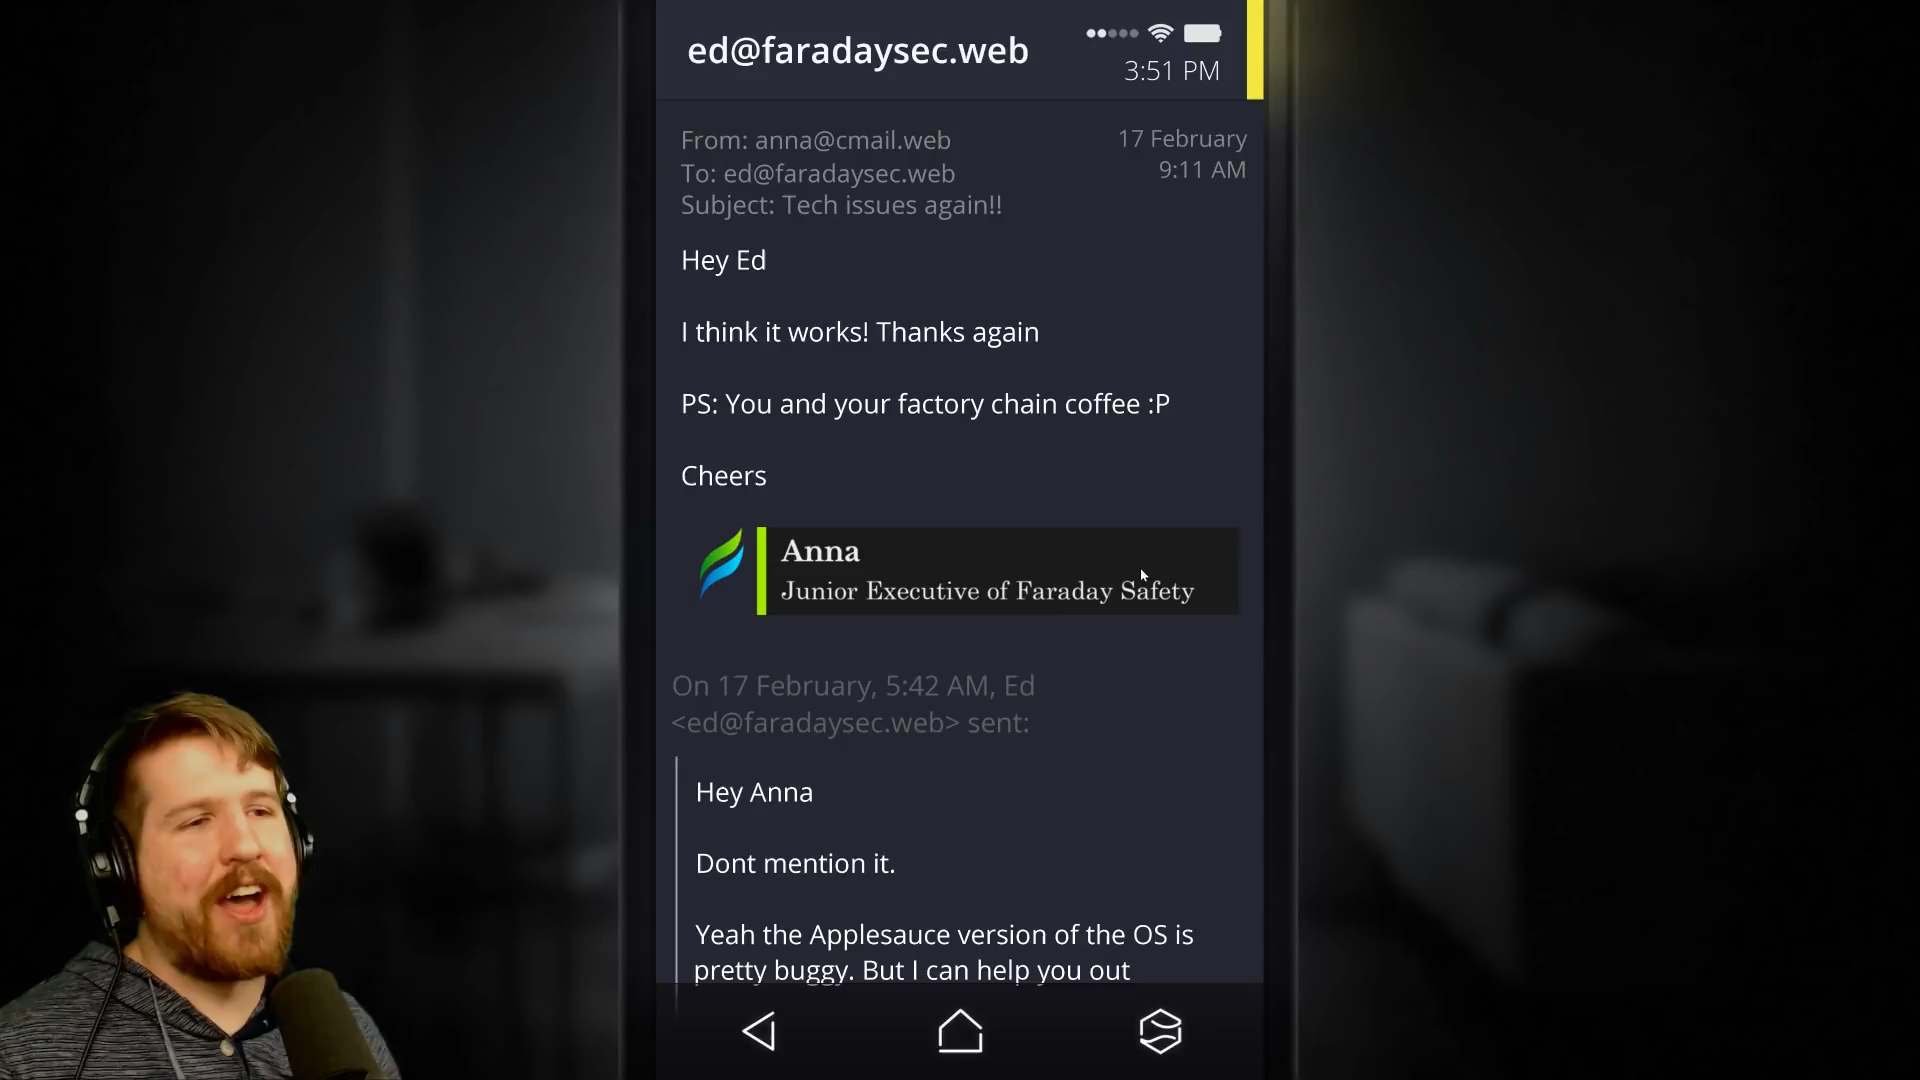 ed@faradaysec.web
3:51 PM
From: anna@cmail.web
17 February
To: ed@faradaysec.web
9:11 AM
Subject: Tech issues again!!
Hey Ed
I think it works! Thanks again
PS: You and your factory chain coffee :P
Cheers
Anna
Junior Executive of Faraday Safety
On 17 February, 5:42 AM, Ed
<ed@faradaysec.web> sent:
Hey Anna
Dont mention it.
Yeah the Applesauce version of the OS is
pretty buggy. But I can help you out